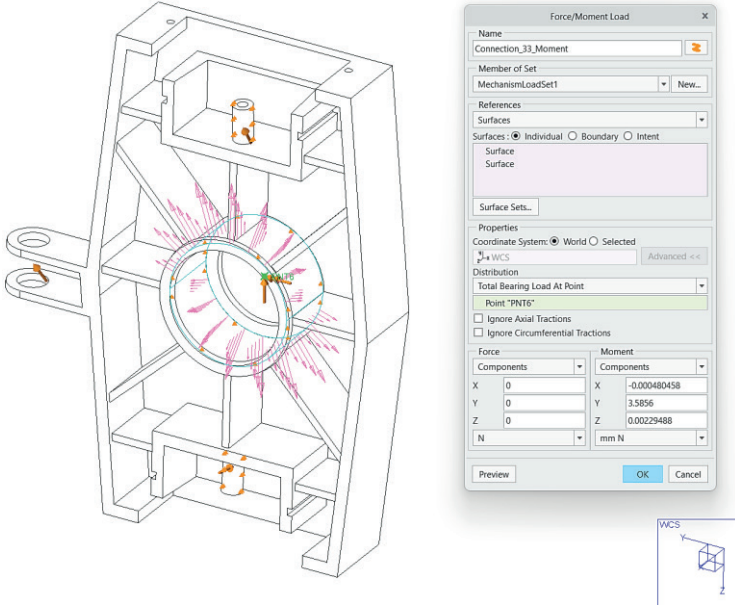 Force/Moment Load
x
Name
Connection_33_Moment
Member of Set
MechanismLoadSet1
New...
References
Surfaces
Surfaces : Individual Boundary Intent
Surface
Surface
Surface Sets...
Properties
Coordinate System: World Selected
WCS
Advanced <<
Distribution
Total Bearing Load At Point
Point "PNT6"
Ignore Axial Tractions
Ignore Circumferential Tractions
Force
Moment
Components
Components
X 0
X -0.000480458
Y 0
Y 3.5856
Z 0
Z 0.00229488
N
mm N
Preview
OK
Cancel
WCS
Y
X
Z